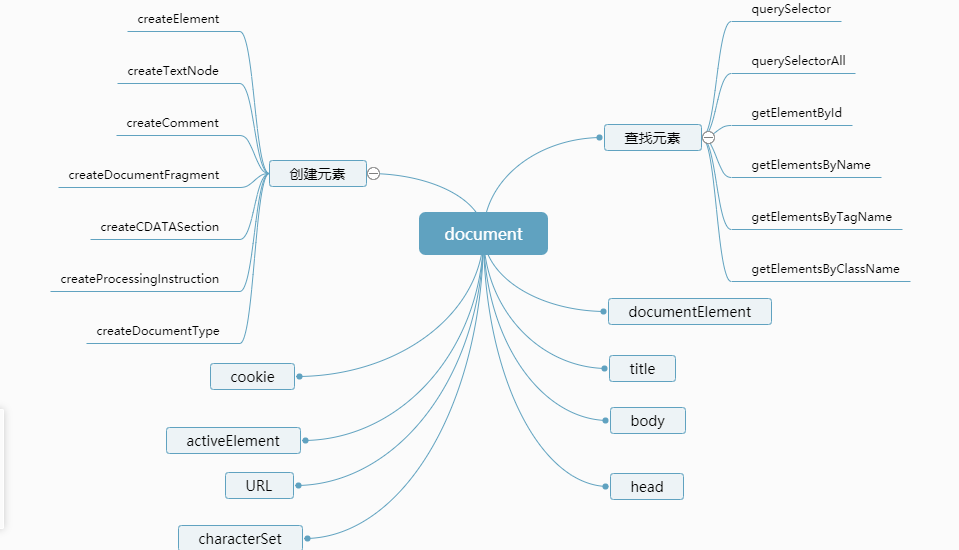 document
查找元素
querySelector
querySelectorAll
getElementById
getElementsByName
getElementsByTagName
getElementsByClassName
documentElement
title
body
head
创建元素
createElement
createTextNode
createComment
createDocumentFragment
createCDATASection
createProcessingInstruction
createDocumentType
cookie
activeElement
URL
characterSet